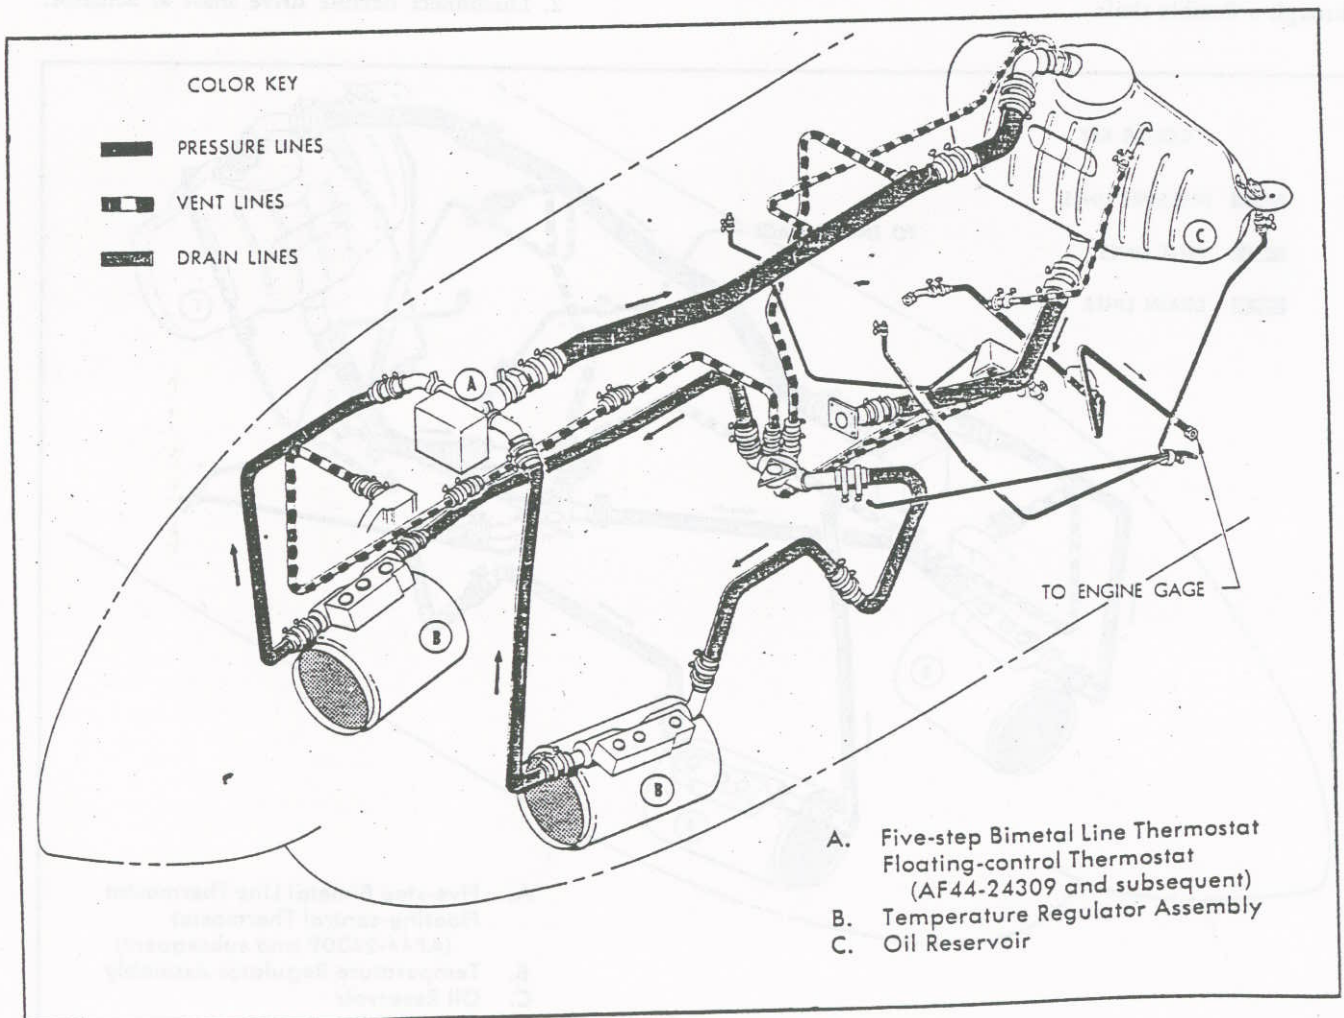 COLOR KEY
PRESSURE LINES
VENT LINES
DRAIN LINES
A
C
B
B
TO ENGINE GAGE
A. Five-step Bimetal Line Thermostat
Floating-control Thermostat
(AF44-24309 and subsequent)
B. Temperature Regulator Assembly
C. Oil Reservoir